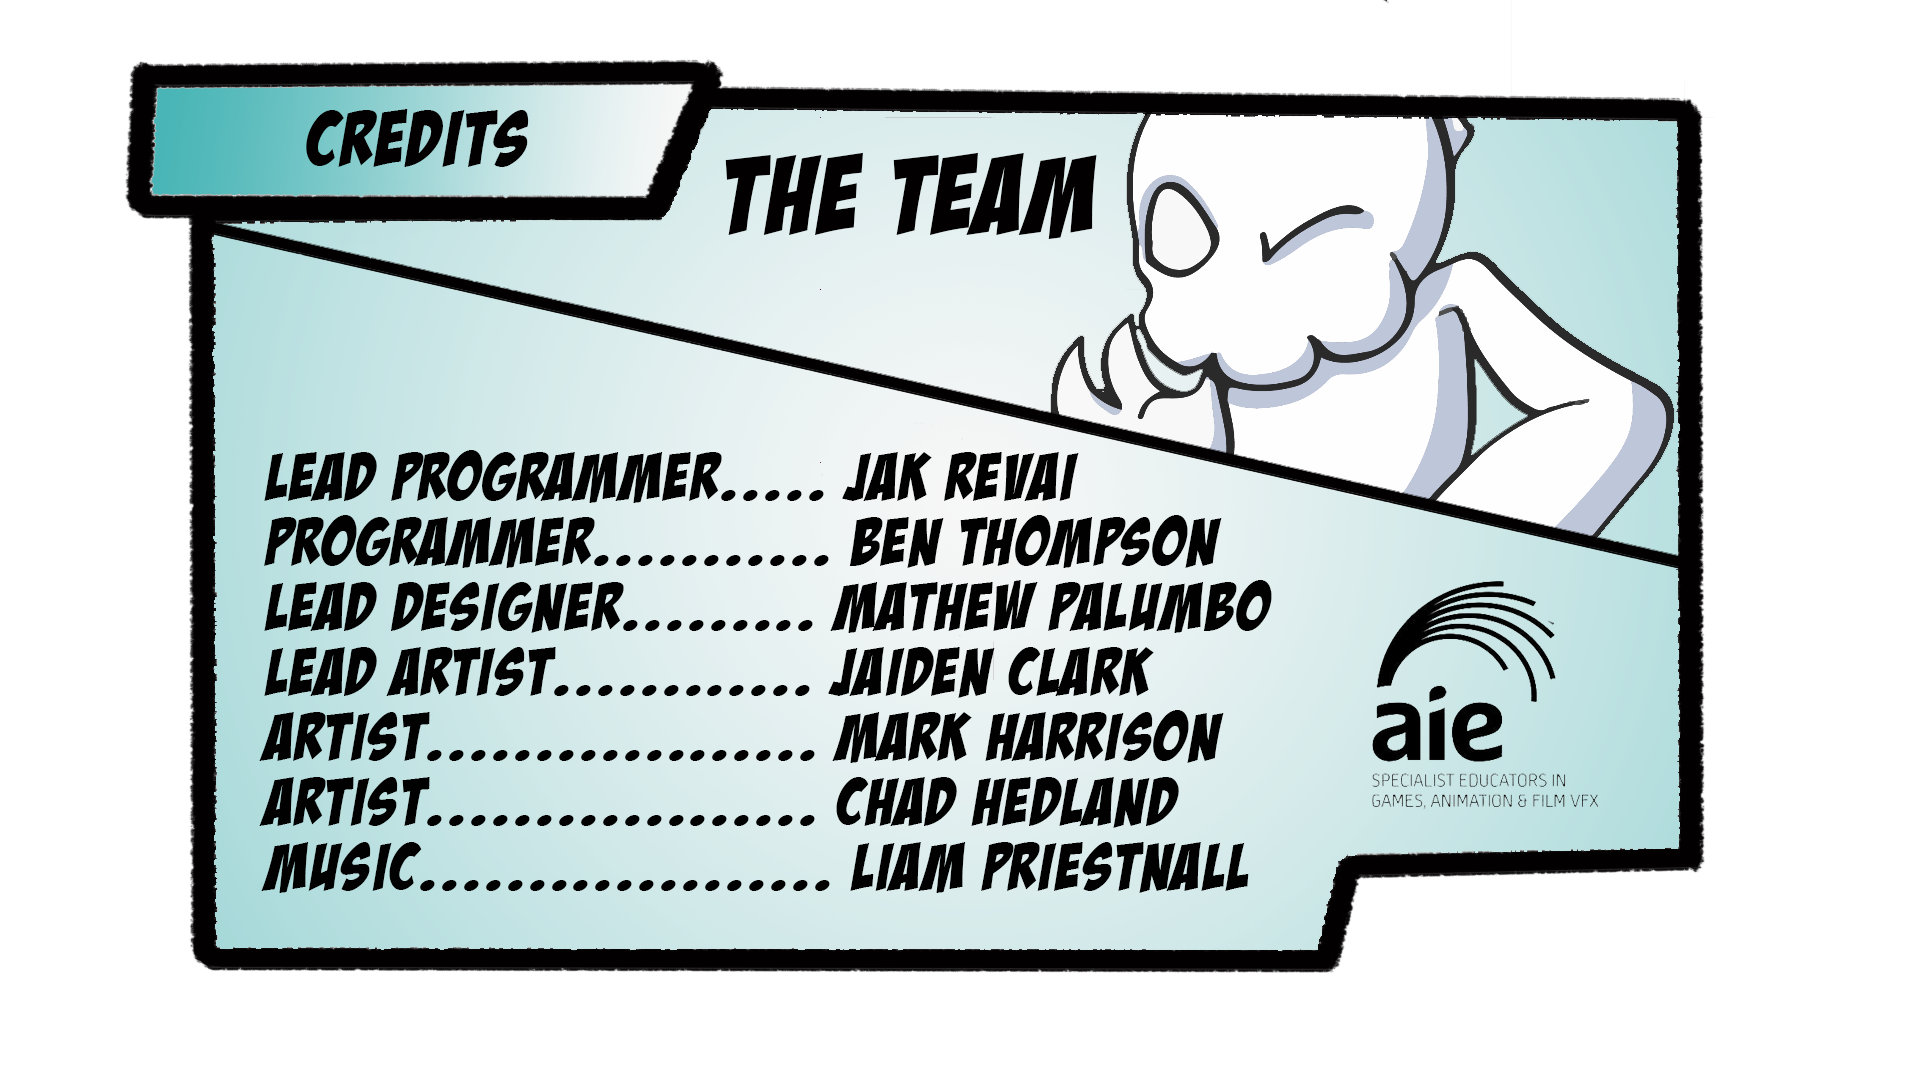 CREDITS
THE TEAM
LEAD PROGRAMMER..... JAK REVAI
PROGRAMMER............ BEN THOMPSON
LEAD DESIGNER.......... MATHEW PALUMBO
LEAD ARTIST............. JAIDEN CLARK
ARTIST.................... MARK HARRISON
ARTIST.................... CHAD HEDLAND
MUSIC..................... LIAM PRIESTNALL
aie
SPECIALIST EDUCATORS IN
GAMES, ANIMATION & FILM VFX